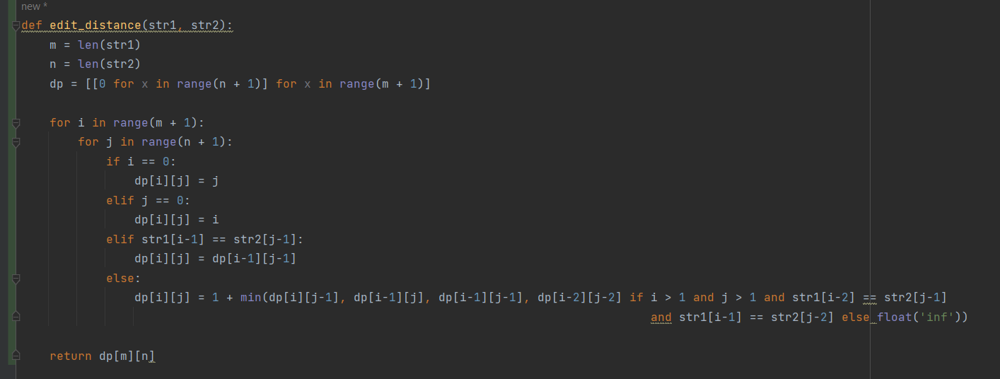 new *
def edit_distance(str1, str2):
    m = len(str1)
    n = len(str2)
    dp = [[0 for x in range(n + 1)] for x in range(m + 1)]

    for i in range(m + 1):
        for j in range(n + 1):
            if i == 0:
                dp[i][j] = j
            elif j == 0:
                dp[i][j] = i
            elif str1[i-1] == str2[j-1]:
                dp[i][j] = dp[i-1][j-1]
            else:
                dp[i][j] = 1 + min(dp[i][j-1], dp[i-1][j], dp[i-1][j-1], dp[i-2][j-2] if i > 1 and j > 1 and str1[i-2] == str2[j-1]
                                                                                         and str1[i-1] == str2[j-2] else float('inf'))

    return dp[m][n]